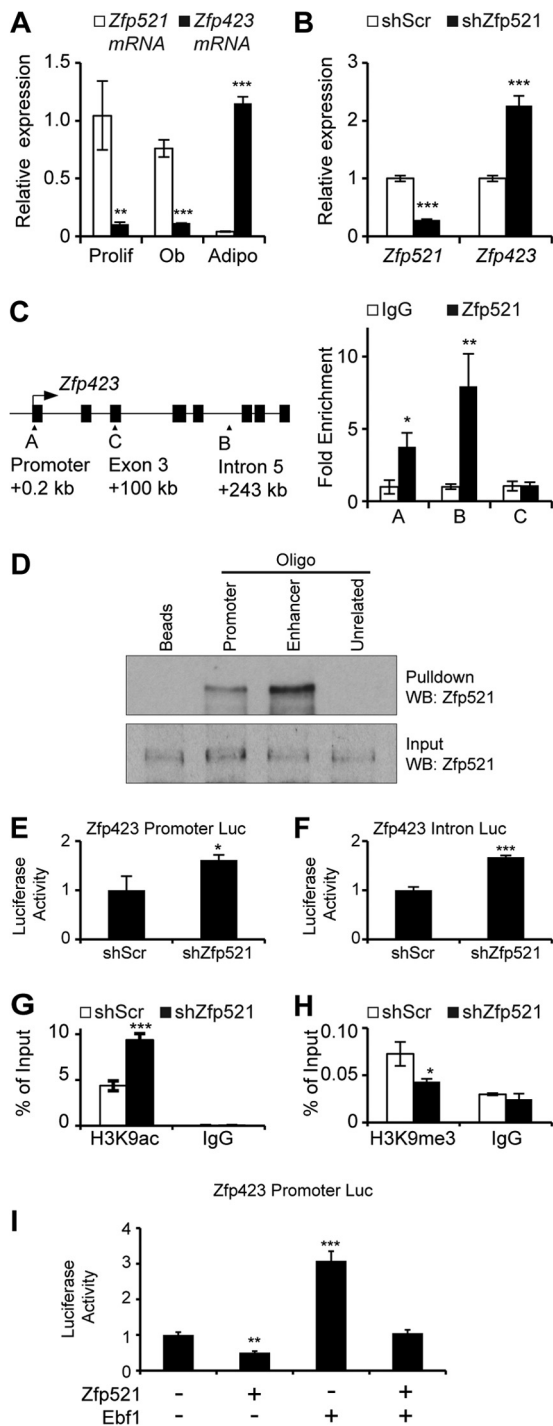 A
Zfp521 mRNA
Zfp423 mRNA
Relative expression
1.5
1.0
0.5
0
**
***
***
Prolif
Ob
Adipo
B
shScr
shZfp521
Relative expression
3
2
1
0
***
***
Zfp521
Zfp423
C
Zfp423
A
C
B
Promoter
+0.2 kb
Exon 3
+100 kb
Intron 5
+243 kb
IgG
Zfp521
Fold Enrichment
10
5
0
*
**
A
B
C
D
Oligo
Beads
Promoter
Enhancer
Unrelated
Pulldown
WB: Zfp521
Input
WB: Zfp521
E
Zfp423 Promoter Luc
Luciferase
Activity
2
1
0
*
shScr
shZfp521
F
Zfp423 Intron Luc
Luciferase
Activity
2
1
0
***
shScr
shZfp521
G
shScr
shZfp521
% of Input
10
5
0
***
H3K9ac
IgG
H
shScr
shZfp521
% of Input
0.10
0.05
0
*
H3K9me3
IgG
Zfp423 Promoter Luc
I
Luciferase
Activity
4
3
2
1
0
**
***
Zfp521 - + - +
Ebf1 - - + +